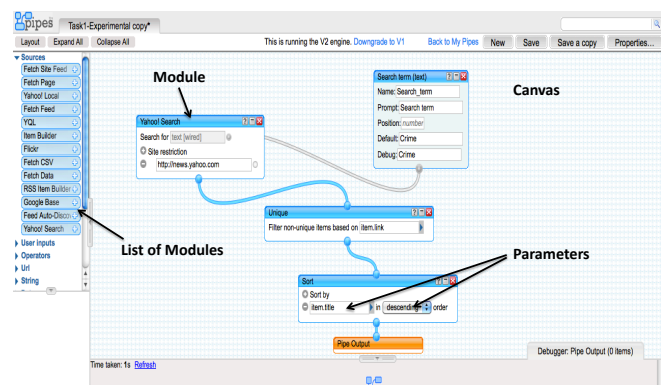 pipes
Task1-Experimental copy*
Layout Expand All Collapse All
This is running the V2 engine. Downgrade to V1
Back to My Pipes
New Save Save a copy Properties...
Sources
Fetch Site Feed
Fetch Page
Yahoo! Local
Fetch Feed
YQL
Item Builder
Flickr
Fetch CSV
Fetch Data
RSS Item Builder
Google Base
Feed Auto-Disco
Yahoo! Search
User inputs
Operators
Url
String
List of Modules
Module
Canvas
Search term (text)
Name: Search_term
Prompt: Search term
Position: number
Default: Crime
Debug: Crime
Yahoo! Search
Search for text [wired]
Site restriction
http://news.yahoo.com
Unique
Filter non-unique items based on item.link
Parameters
Sort
Sort by
item.title in descending order
Pipe Output
Debugger: Pipe Output (0 items)
Time taken: 1s Refresh